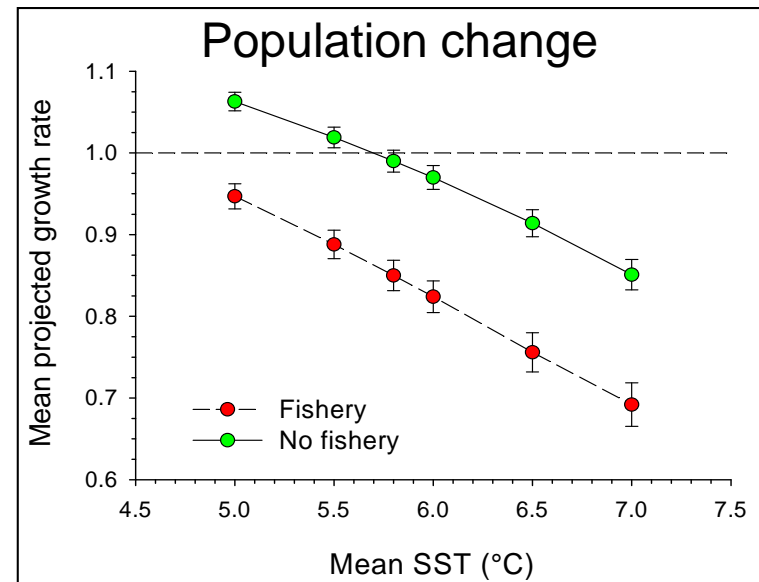 Population change
Mean projected growth rate
1.1
1.0
0.9
0.8
0.7
0.6
Fishery
No fishery
4.5 5.0 5.5 6.0 6.5 7.0 7.5
Mean SST (°C)